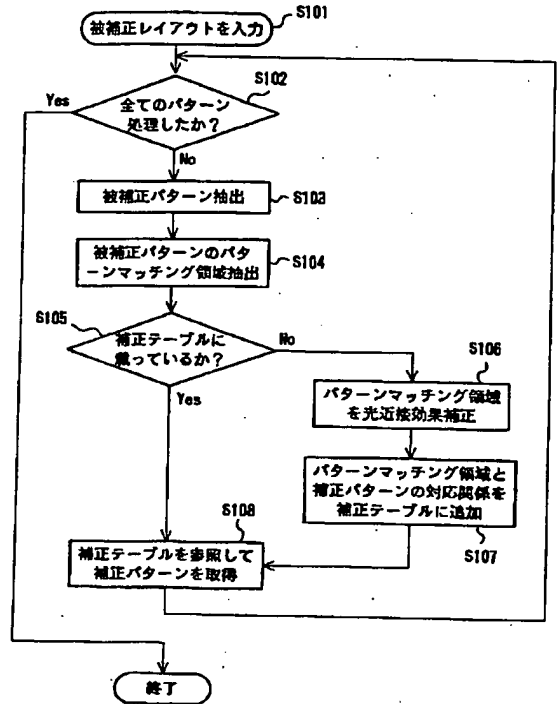 被補正レイアウトを入力
S101
S102
全てのパターン
処理したか？
Yes
No
被補正パターン抽出
S103
被補正パターンのパタ
ーンマッチング領域抽出
S104
S105
補正テーブルに
載っているか？
No
Yes
S106
パターンマッチング領域
を光近接効果補正
パターンマッチング領域と
補正パターンの対応関係を
補正テーブルに追加
S107
S108
補正テーブルを参照して
補正パターンを取得
終了